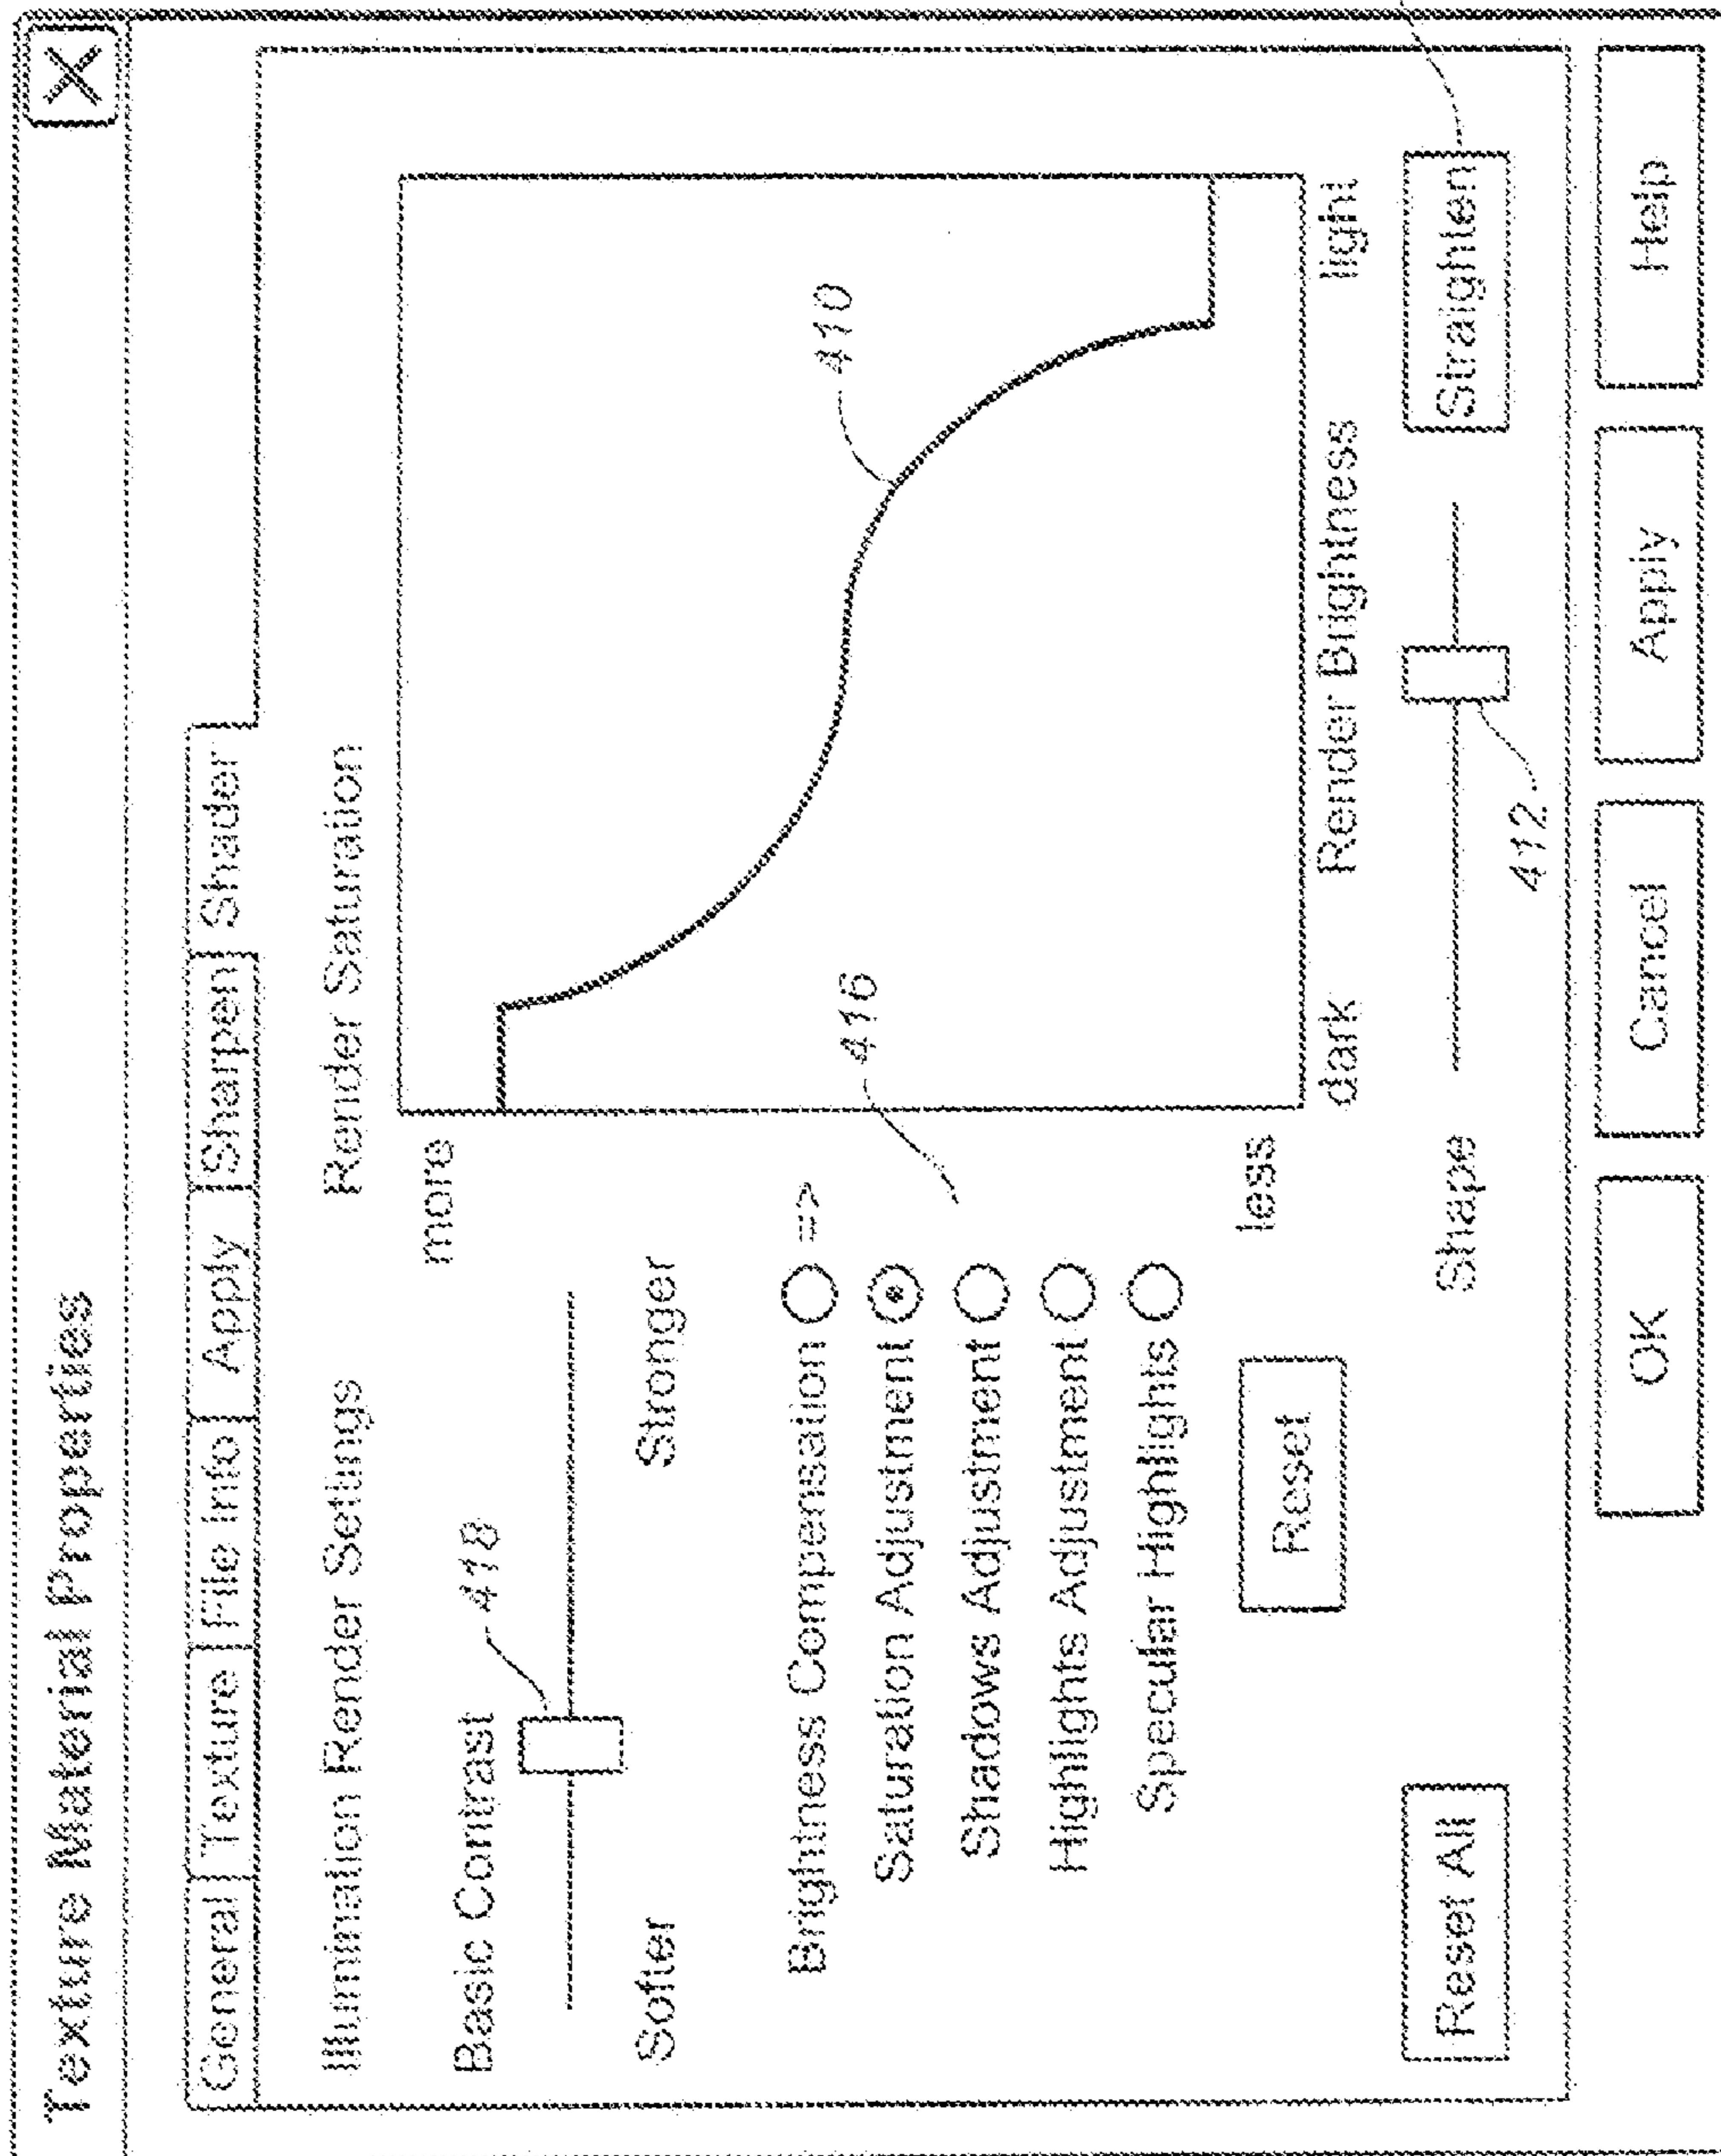 Texture Material Properties X
General Texture File Info Apply Sharpen Shader
Illumination Render Settings
Render Saturation
Basic Contrast
418
Softer Stronger
more
410
Brightness Compensation =>
Saturation Adjustment
Shadows Adjustment
Highlights Adjustment
Specular Highlights
416
less
Reset
dark Render Brightness light
Reset All
Shape
Straighten
412
OK Cancel Apply Help